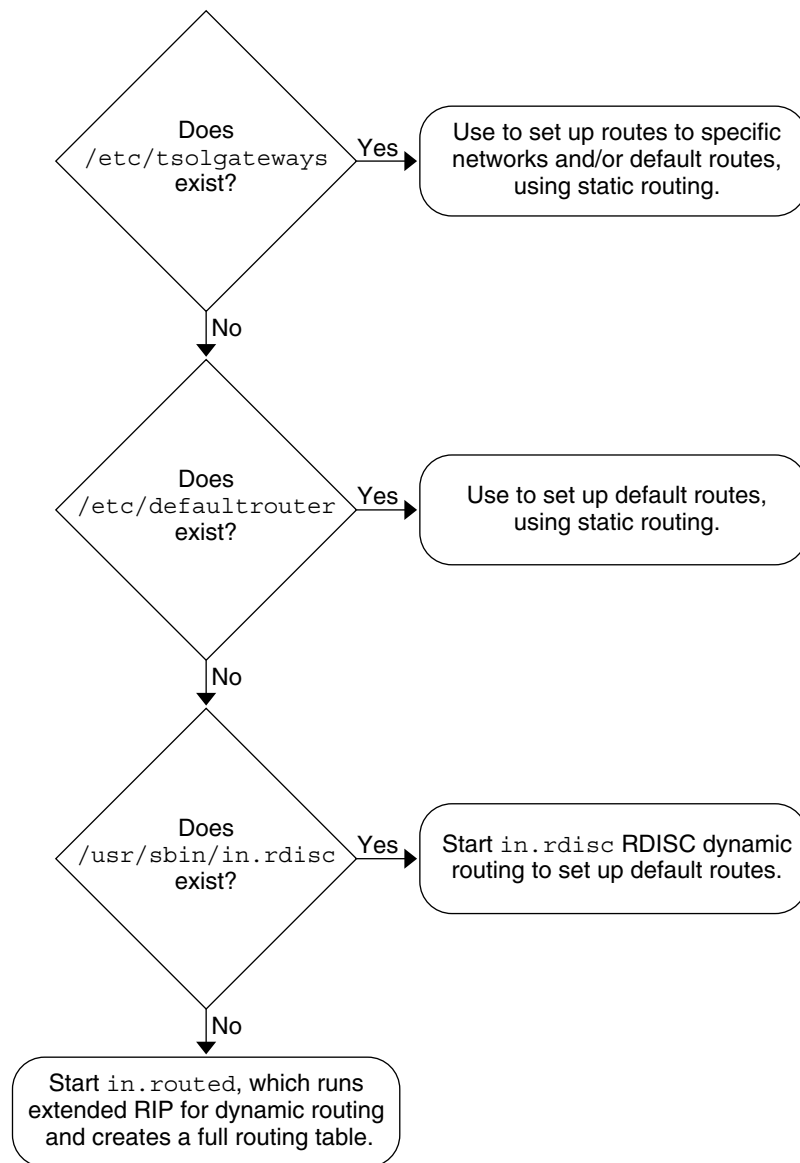 Does
/etc/tsolgateways
exist?
Yes
Use to set up routes to specific
networks and/or default routes,
using static routing.
No
Does
/etc/defaultrouter
exist?
Yes
Use to set up default routes,
using static routing.
No
Does
/usr/sbin/in.rdisc
exist?
Yes
Start in.rdisc RDISC dynamic
routing to set up default routes.
No
Start in.routed, which runs
extended RIP for dynamic routing
and creates a full routing table.